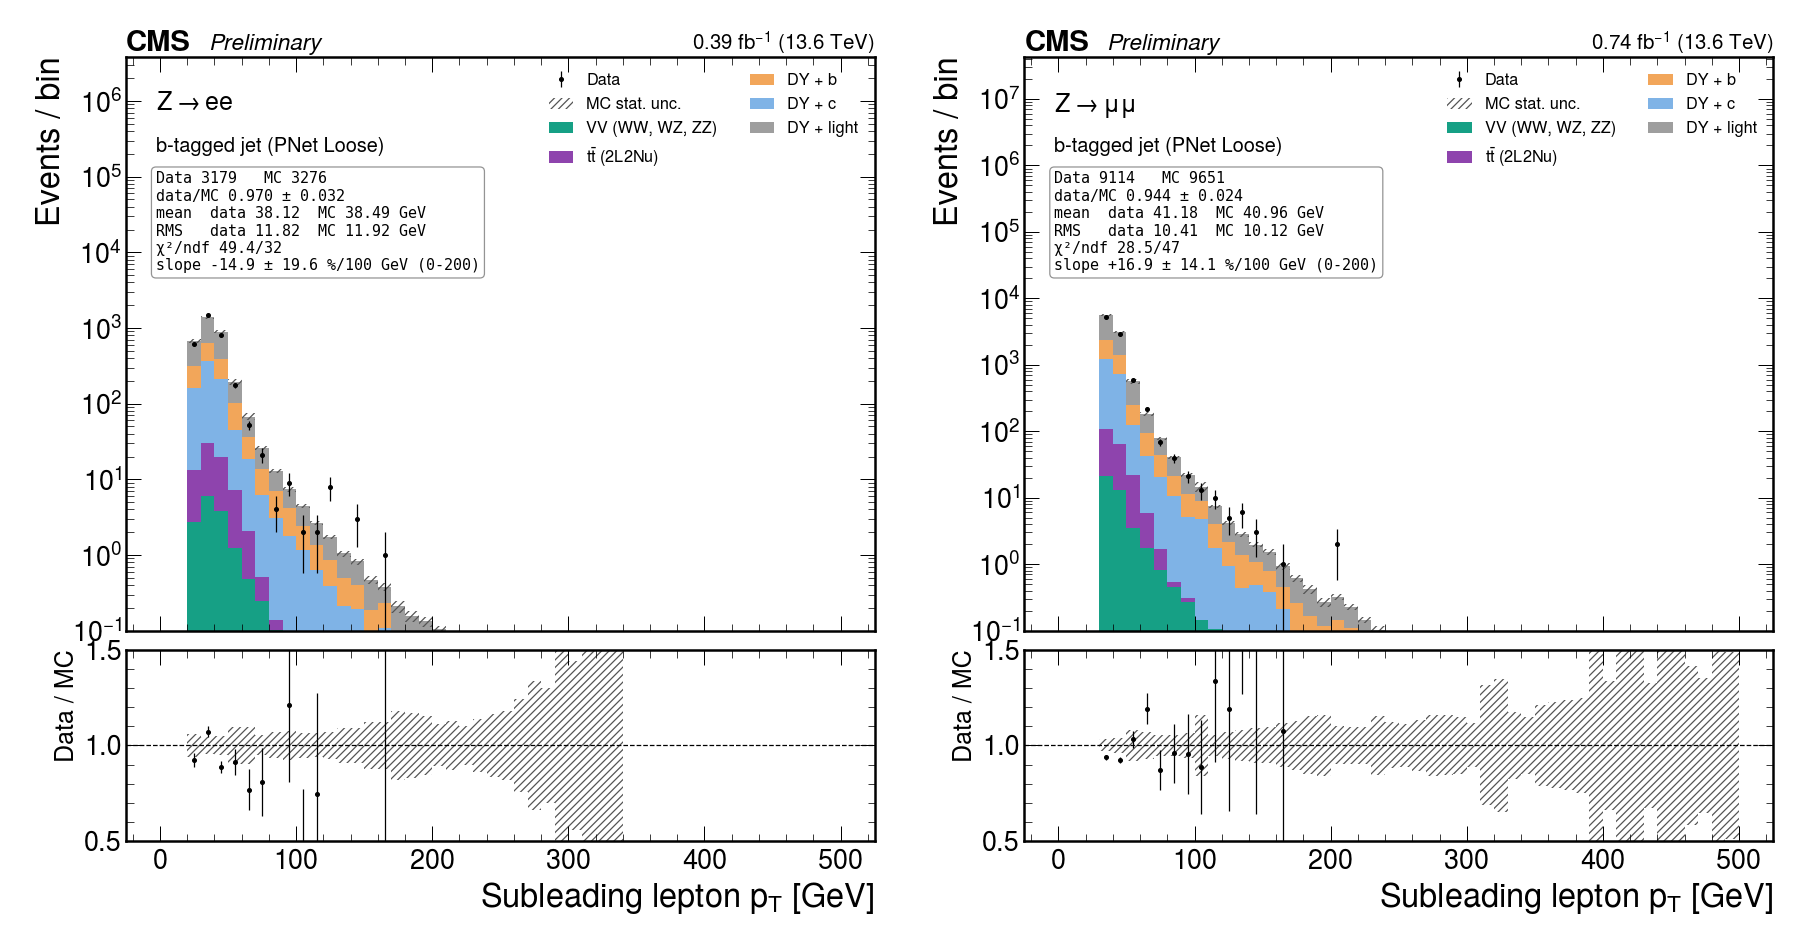 CMS Preliminary 0.39 fb⁻¹ (13.6 TeV)
Events / bin
Z → ee
b-tagged jet (PNet Loose)
Data 3179 MC 3276
data/MC 0.970 ± 0.032
mean data 38.12 MC 38.49 GeV
RMS data 11.82 MC 11.92 GeV
χ²/ndf 49.4/32
slope -14.9 ± 19.6 %/100 GeV (0-200)
Data
MC stat. unc.
VV (WW, WZ, ZZ)
tt̄ (2L2Nu)
DY + b
DY + c
DY + light
10⁶
10⁵
10⁴
10³
10²
10¹
10⁰
10⁻¹
Data / MC
1.5
1.0
0.5
0 100 200 300 400 500
Subleading lepton p_T [GeV]
CMS Preliminary 0.74 fb⁻¹ (13.6 TeV)
Events / bin
Z → μμ
b-tagged jet (PNet Loose)
Data 9114 MC 9651
data/MC 0.944 ± 0.024
mean data 41.18 MC 40.96 GeV
RMS data 10.41 MC 10.12 GeV
χ²/ndf 28.5/47
slope +16.9 ± 14.1 %/100 GeV (0-200)
Data
MC stat. unc.
VV (WW, WZ, ZZ)
tt̄ (2L2Nu)
DY + b
DY + c
DY + light
10⁷
10⁶
10⁵
10⁴
10³
10²
10¹
10⁰
10⁻¹
Data / MC
1.5
1.0
0.5
0 100 200 300 400 500
Subleading lepton p_T [GeV]